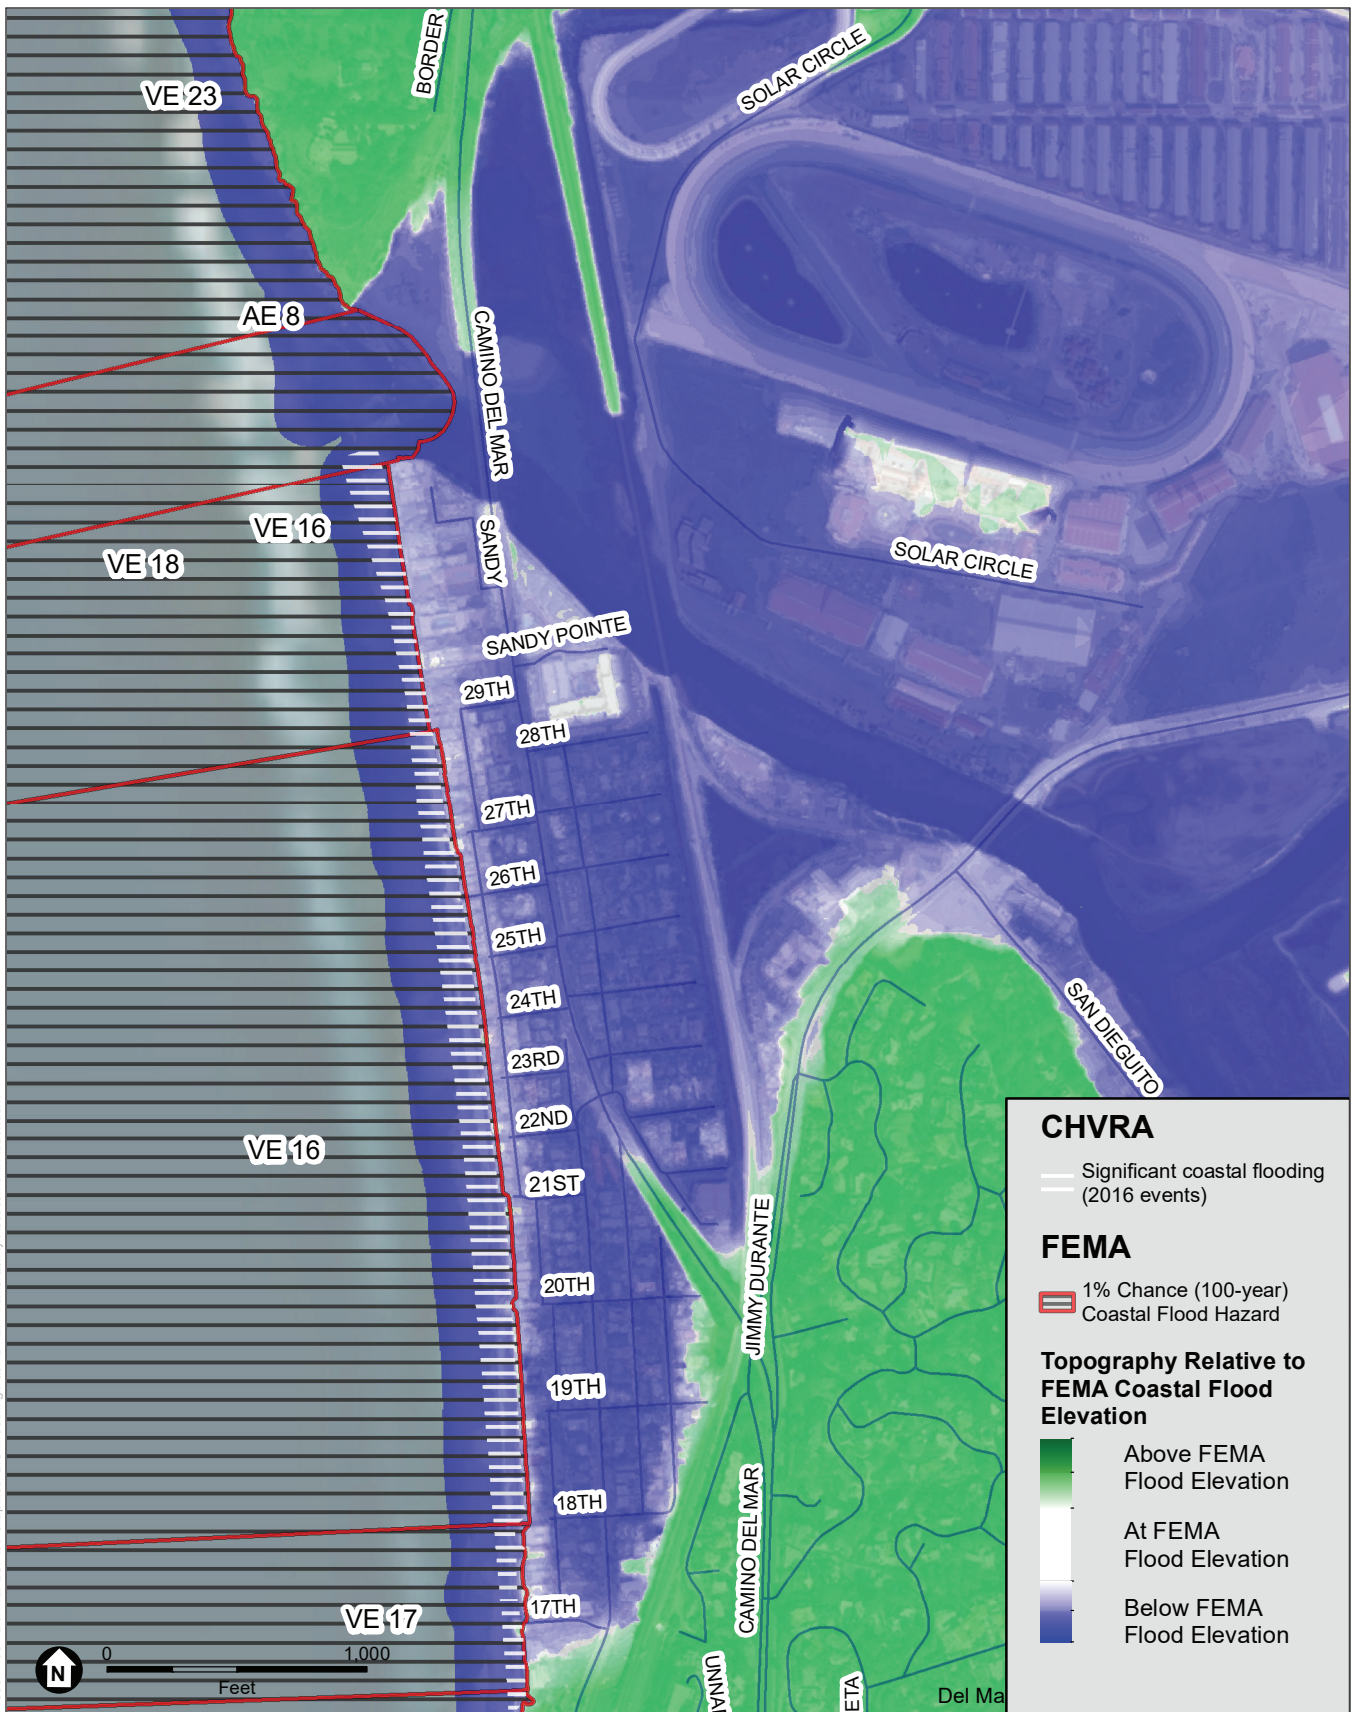 BORDER
SOLAR CIRCLE
VE 23
AE 8
CAMINO DEL MAR
VE 16
SANDY
VE 18
SOLAR CIRCLE
SANDY POINTE
29TH
28TH
27TH
26TH
25TH
24TH
SAN DIEGUITO
23RD
22ND
VE 16
21ST
JIMMY DURANTE
20TH
19TH
18TH
CAMINO DEL MAR
17TH
VE 17
N
0 1,000
Feet
UNNA
ETA
Del Ma
CHVRA
Significant coastal flooding
(2016 events)
FEMA
1% Chance (100-year)
Coastal Flood Hazard
Topography Relative to
FEMA Coastal Flood
Elevation
Above FEMA
Flood Elevation
At FEMA
Flood Elevation
Below FEMA
Flood Elevation